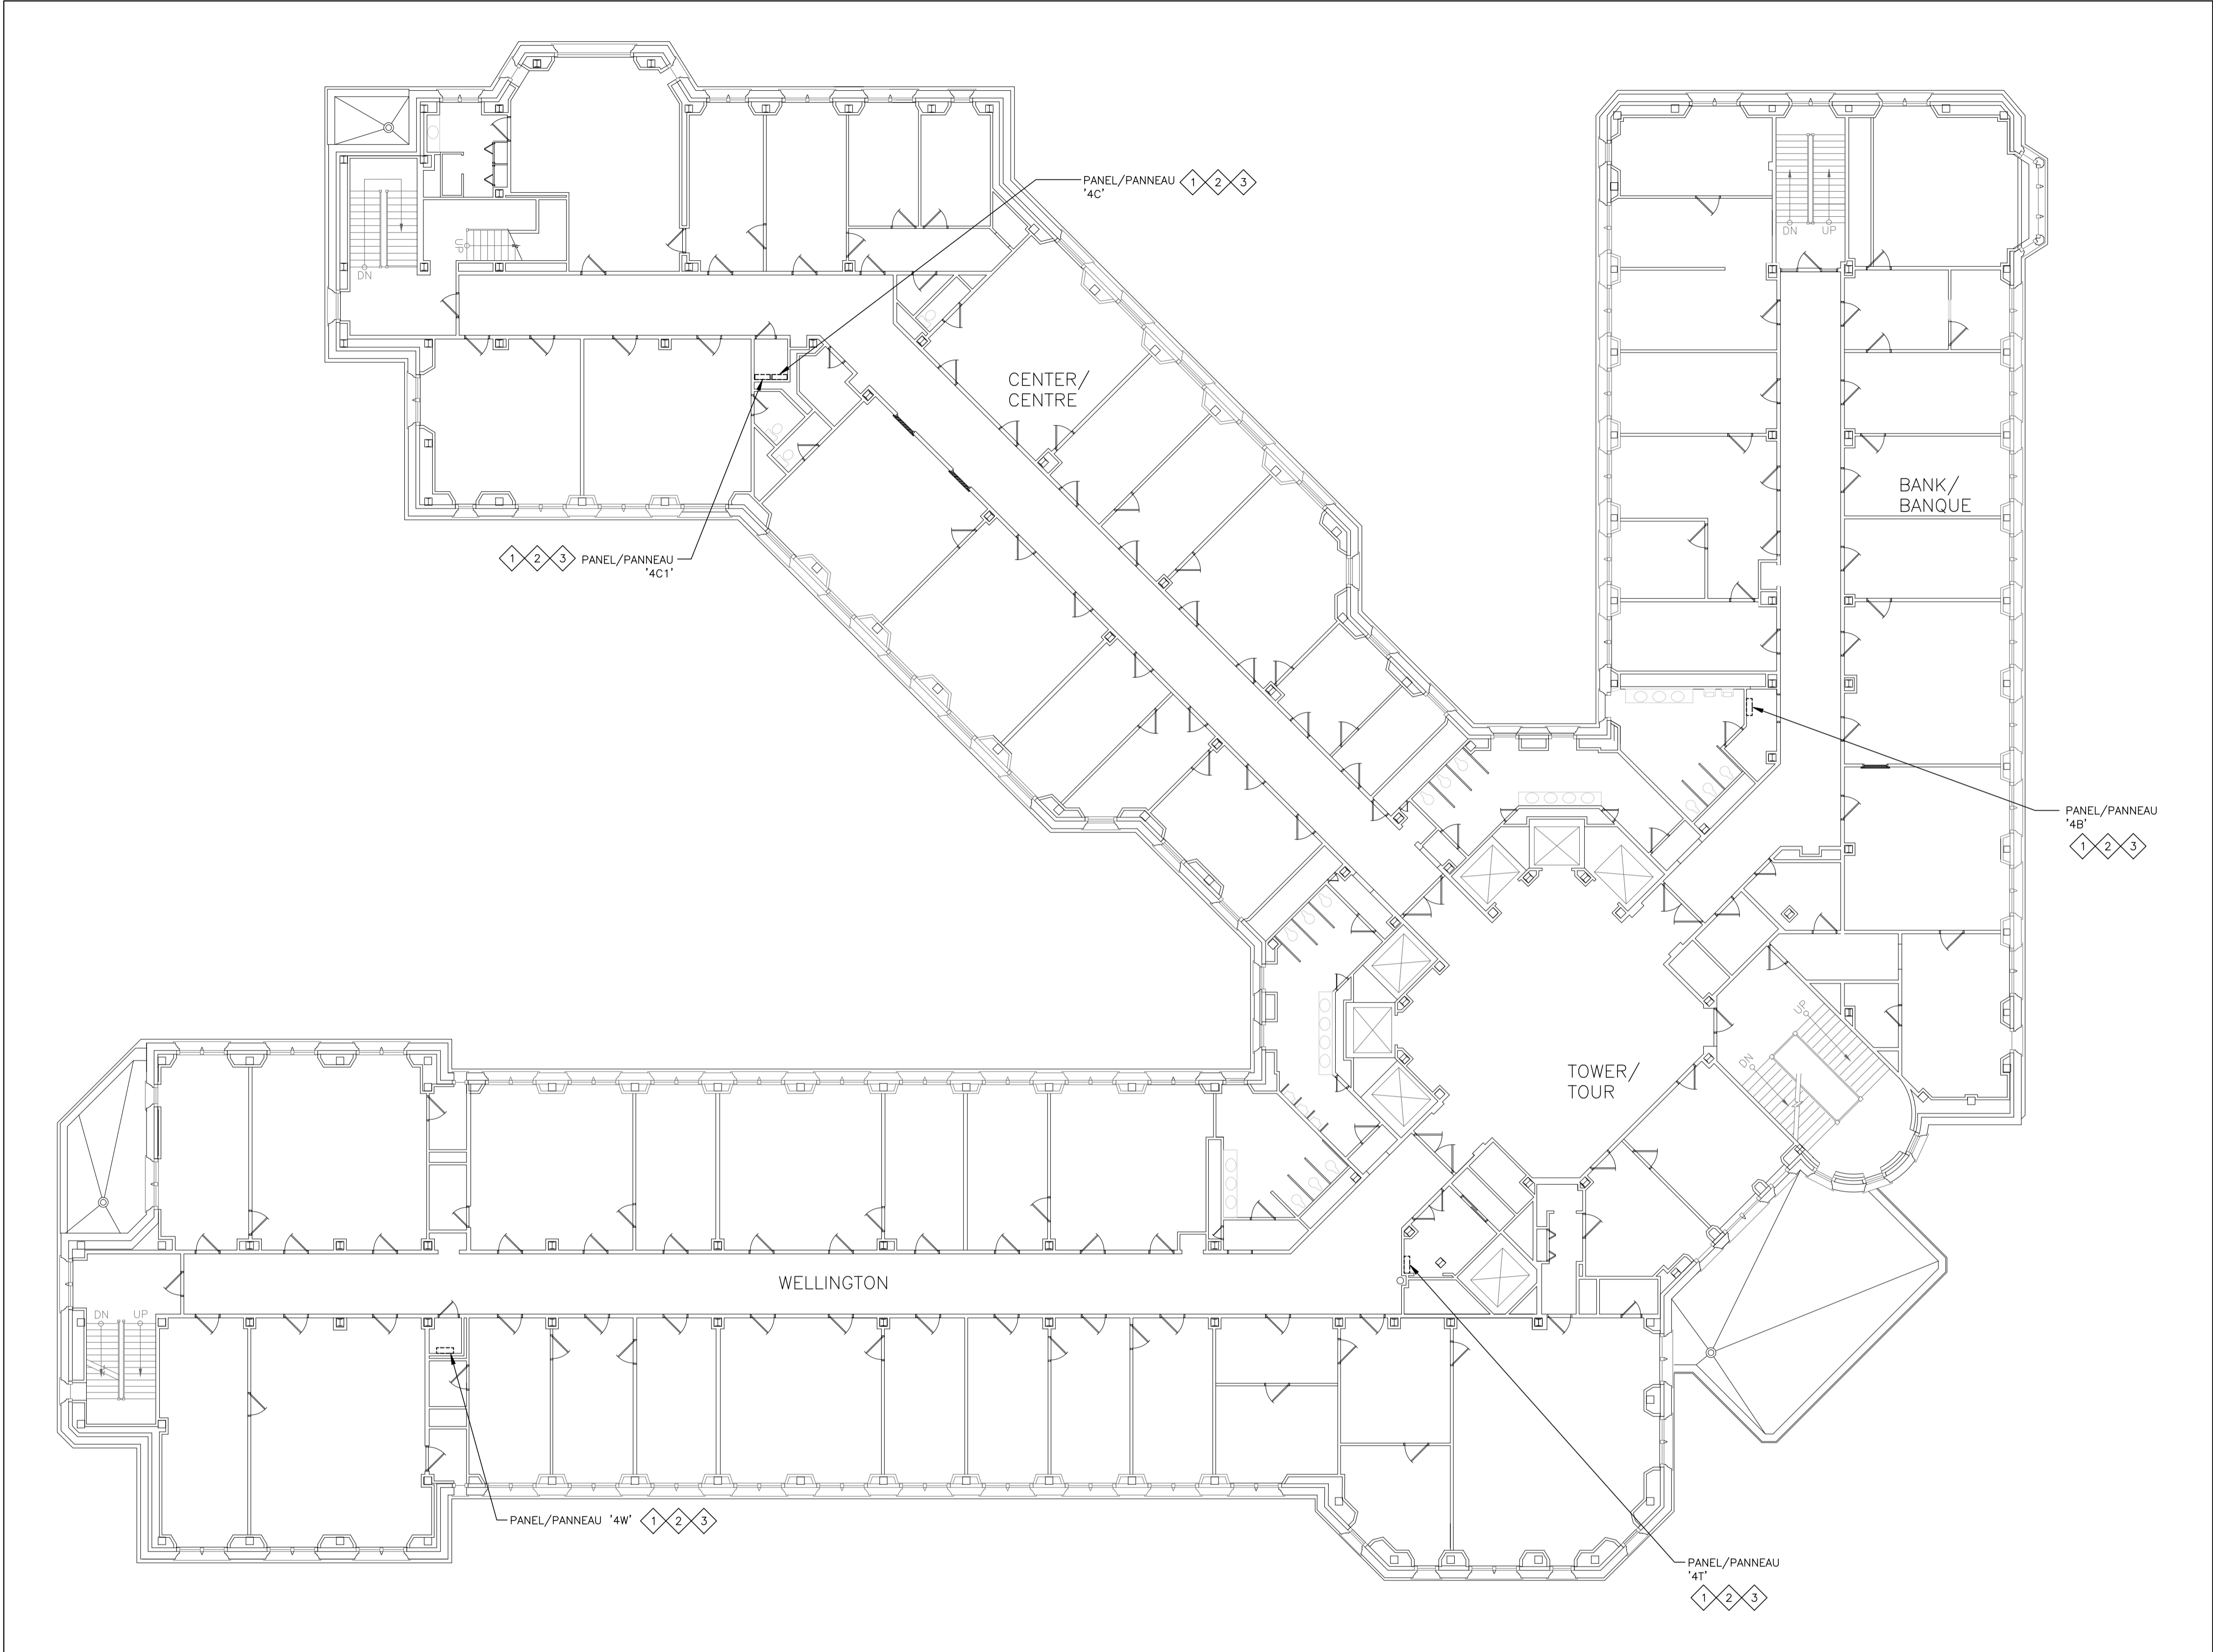 PANEL/PANNEAU 1 2 3
'4C'
UP
DN
DN UP
CENTER/
CENTRE
BANK/
BANQUE
1 2 3 PANEL/PANNEAU
'4C1'
PANEL/PANNEAU
'4B'
1 2 3
UP
DN
TOWER/
TOUR
WELLINGTON
DN UP
PANEL/PANNEAU '4W' 1 2 3
PANEL/PANNEAU
'4T'
1 2 3